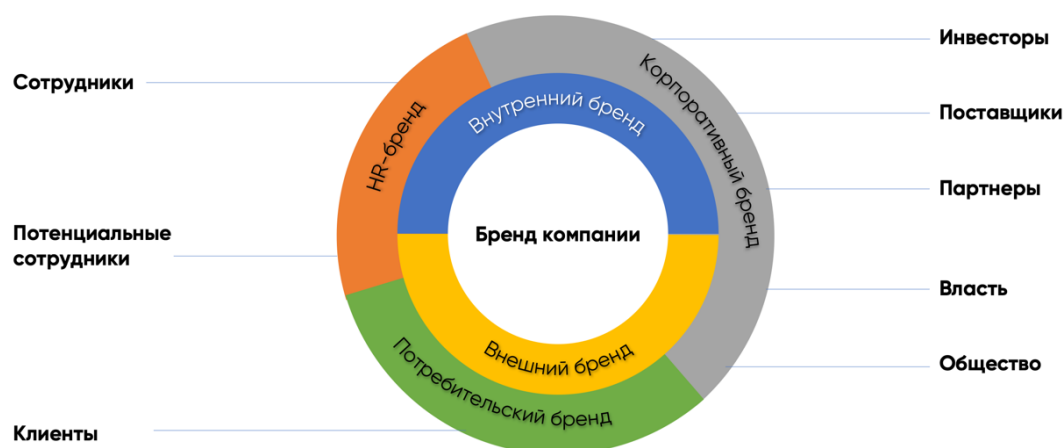 Сотрудники
Потенциальные
сотрудники
Клиенты
HR-бренд
Корпоративный бренд
Потребительский бренд
Внутренний бренд
Внешний бренд
Бренд компании
Инвесторы
Поставщики
Партнеры
Власть
Общество